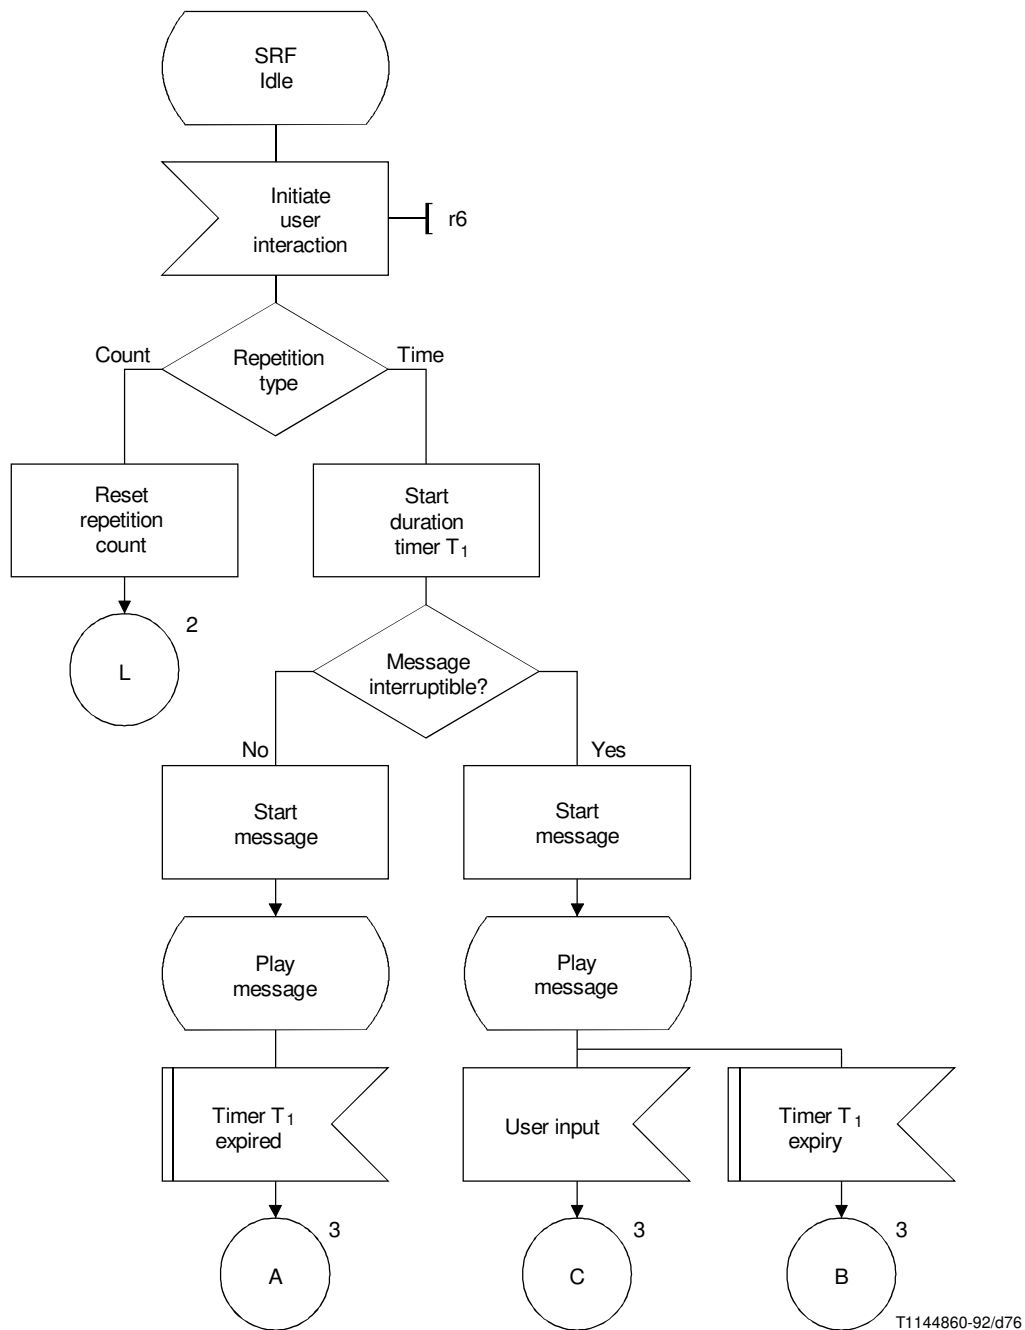 SRF
Idle
Initiate
user
interaction
r6
Count
Repetition
type
Time
Reset
repetition
count
Start
duration
timer T1
2
L
Message
interruptible?
No
Yes
Start
message
Start
message
Play
message
Play
message
Timer T1
expired
User input
Timer T1
expiry
3
A
3
C
3
B
T1144860-92/d76